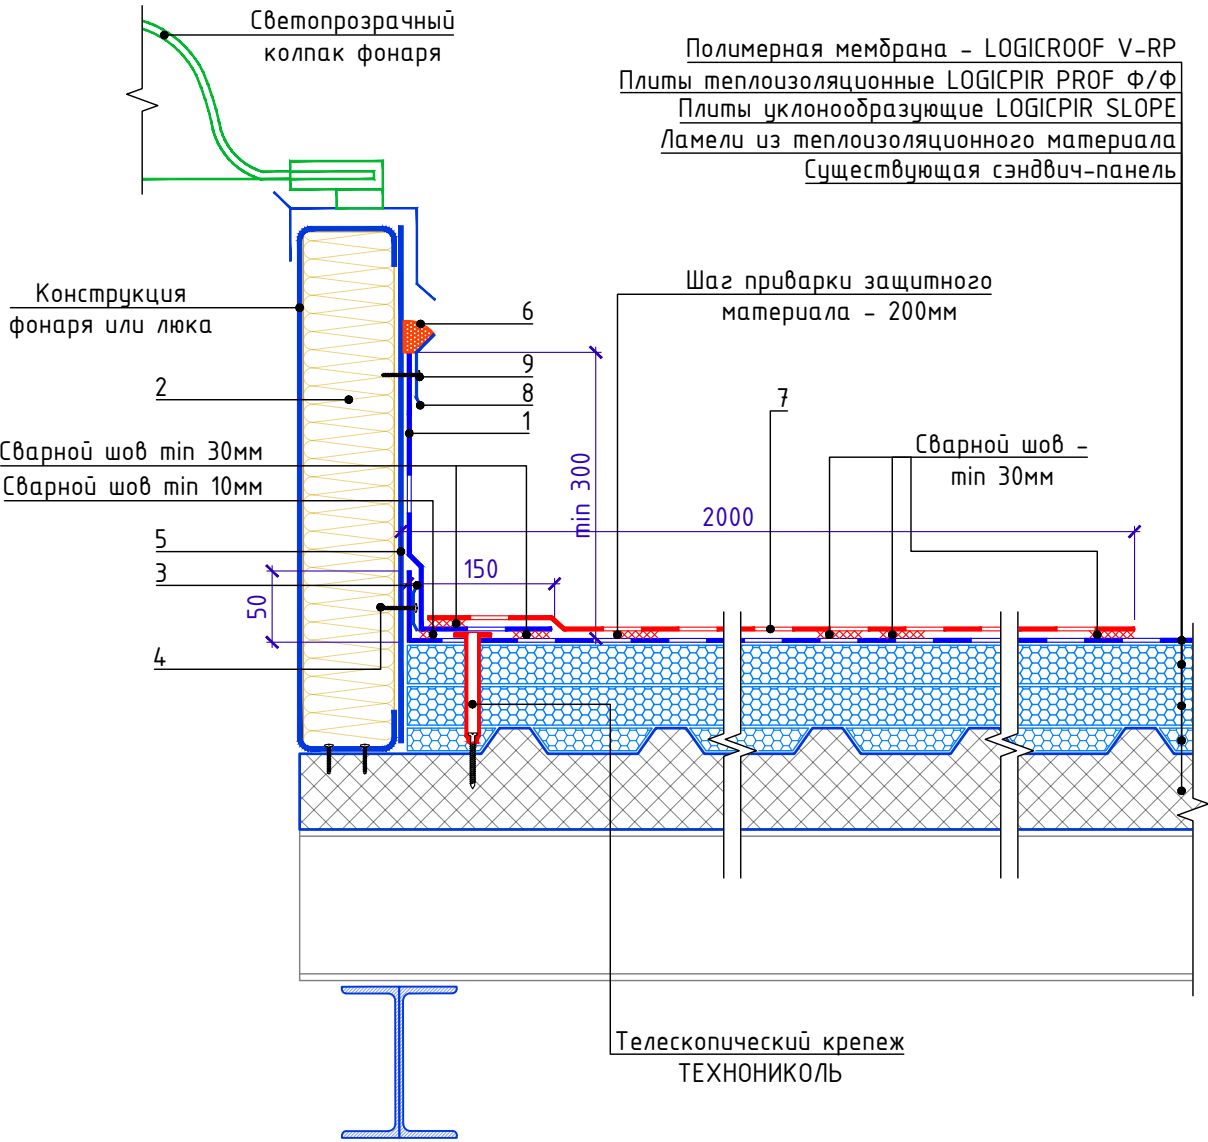 Светопрозрачный
колпак фонаря
Полимерная мембрана - LOGICROOF V-RP
Плиты теплоизоляционные LOGICPIR PROF Ф/Ф
Плиты уклонообразующие LOGICPIR SLOPE
Ламели из теплоизоляционного материала
Существующая сэндвич-панель
Конструкция
фонаря или люка
Шаг приварки защитного
материала - 200мм
6
9
8
1
2
7
Сварной шов min 30мм
Сварной шов min 10мм
Сварной шов -
min 30мм
min 300
2000
5
3
150
50
4
Телескопический крепеж
ТЕХНОНИКОЛЬ